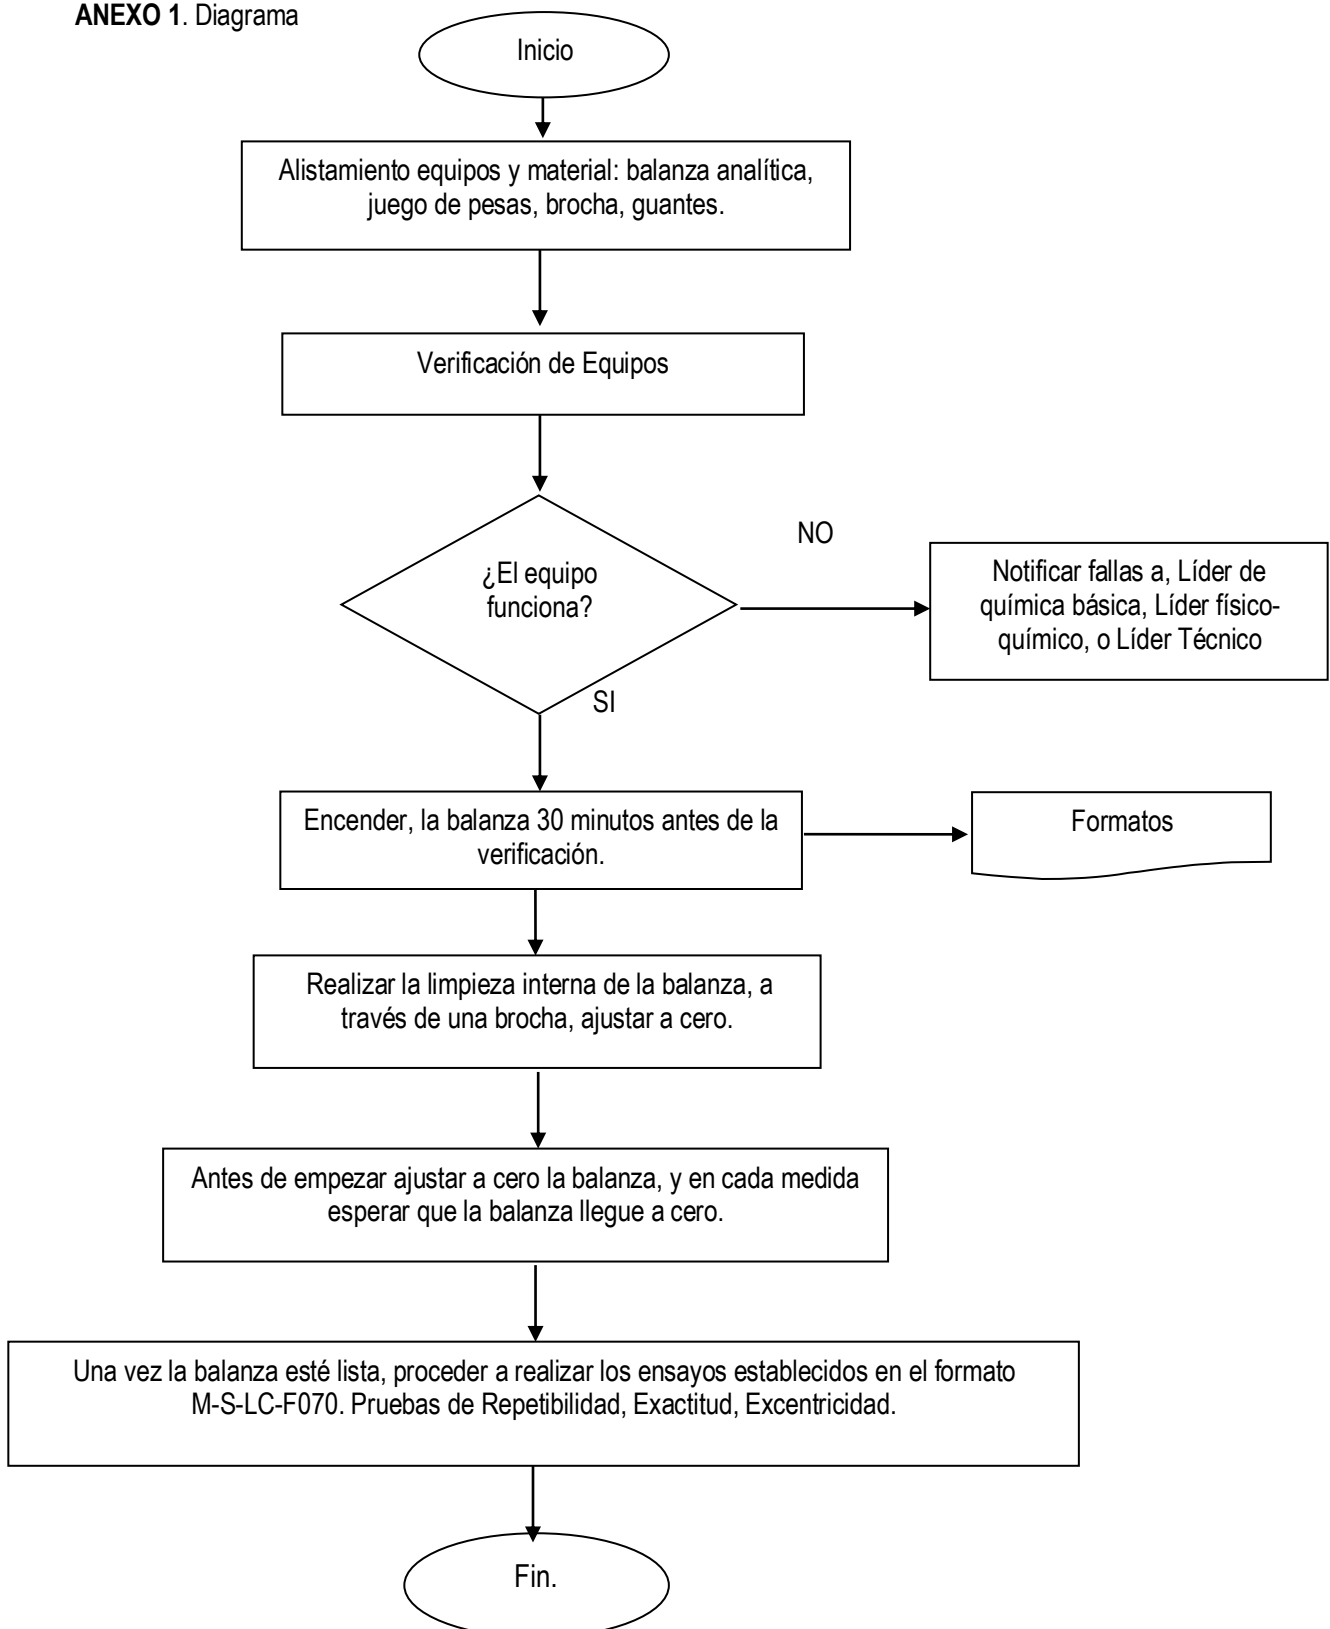 ANEXO 1. Diagrama
Inicio
Alistamiento equipos y material: balanza analítica,
juego de pesas, brocha, guantes.
Verificación de Equipos
¿El equipo
funciona?
NO
Notificar fallas a, Líder de
química básica, Líder físico-
químico, o Líder Técnico
SI
Encender, la balanza 30 minutos antes de la
verificación.
Formatos
Realizar la limpieza interna de la balanza, a
través de una brocha, ajustar a cero.
Antes de empezar ajustar a cero la balanza, y en cada medida
esperar que la balanza llegue a cero.
Una vez la balanza esté lista, proceder a realizar los ensayos establecidos en el formato
M-S-LC-F070. Pruebas de Repetibilidad, Exactitud, Excentricidad.
Fin.